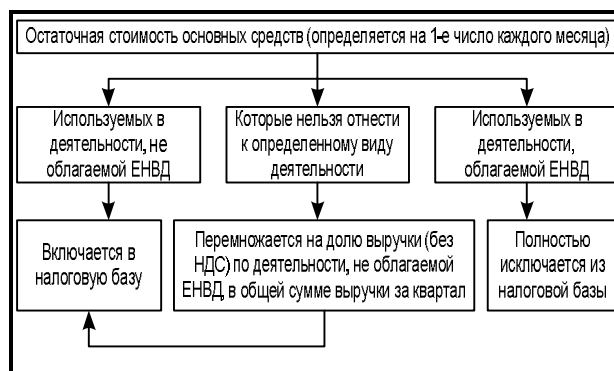 Остаточная стоимость основных средств (определяется на 1-е число каждого месяца)
Используемых в
деятельности, не
облагаемой ЕНВД
Которые нельзя отнести
к определенному виду
деятельности
Используемых в
деятельности,
облагаемой ЕНВД
Включается в
налоговую базу
Перемножается на долю выручки (без
НДС) по деятельности, не облагаемой
ЕНВД, в общей сумме выручки за квартал
Полностью
исключается из
налоговой базы